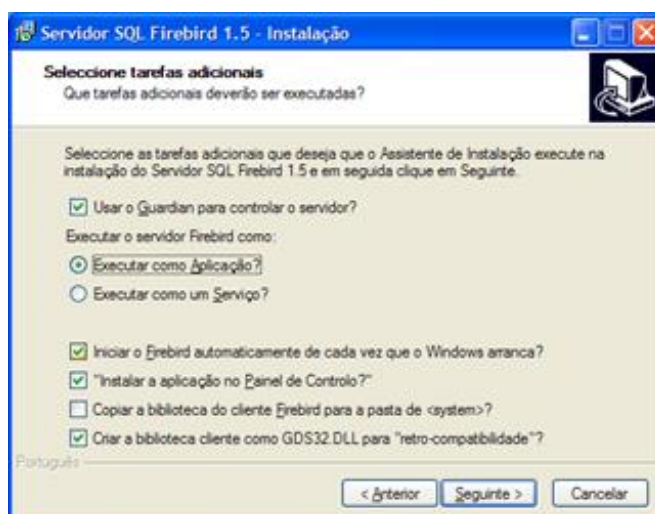 Servidor SQL Firebird 1.5 - Instalação
Seleccione tarefas adicionais
Que tarefas adicionais deverão ser executadas?
Seleccione as tarefas adicionais que deseja que o Assistente de Instalação execute na
instalação do Servidor SQL Firebird 1.5 e em seguida clique em Seguinte.
Usar o Guardian para controlar o servidor?
Executar o servidor Firebird como:
Executar como Aplicação?
Executar como um Serviço?
Iniciar o Firebird automaticamente de cada vez que o Windows arranca?
"Instalar a aplicação no Painel de Controlo?"
Copiar a biblioteca do cliente Firebird para a pasta de <system>?
Criar a biblioteca cliente como GDS32.DLL para "retro-compatibilidade"?
Português
< Anterior
Seguinte >
Cancelar